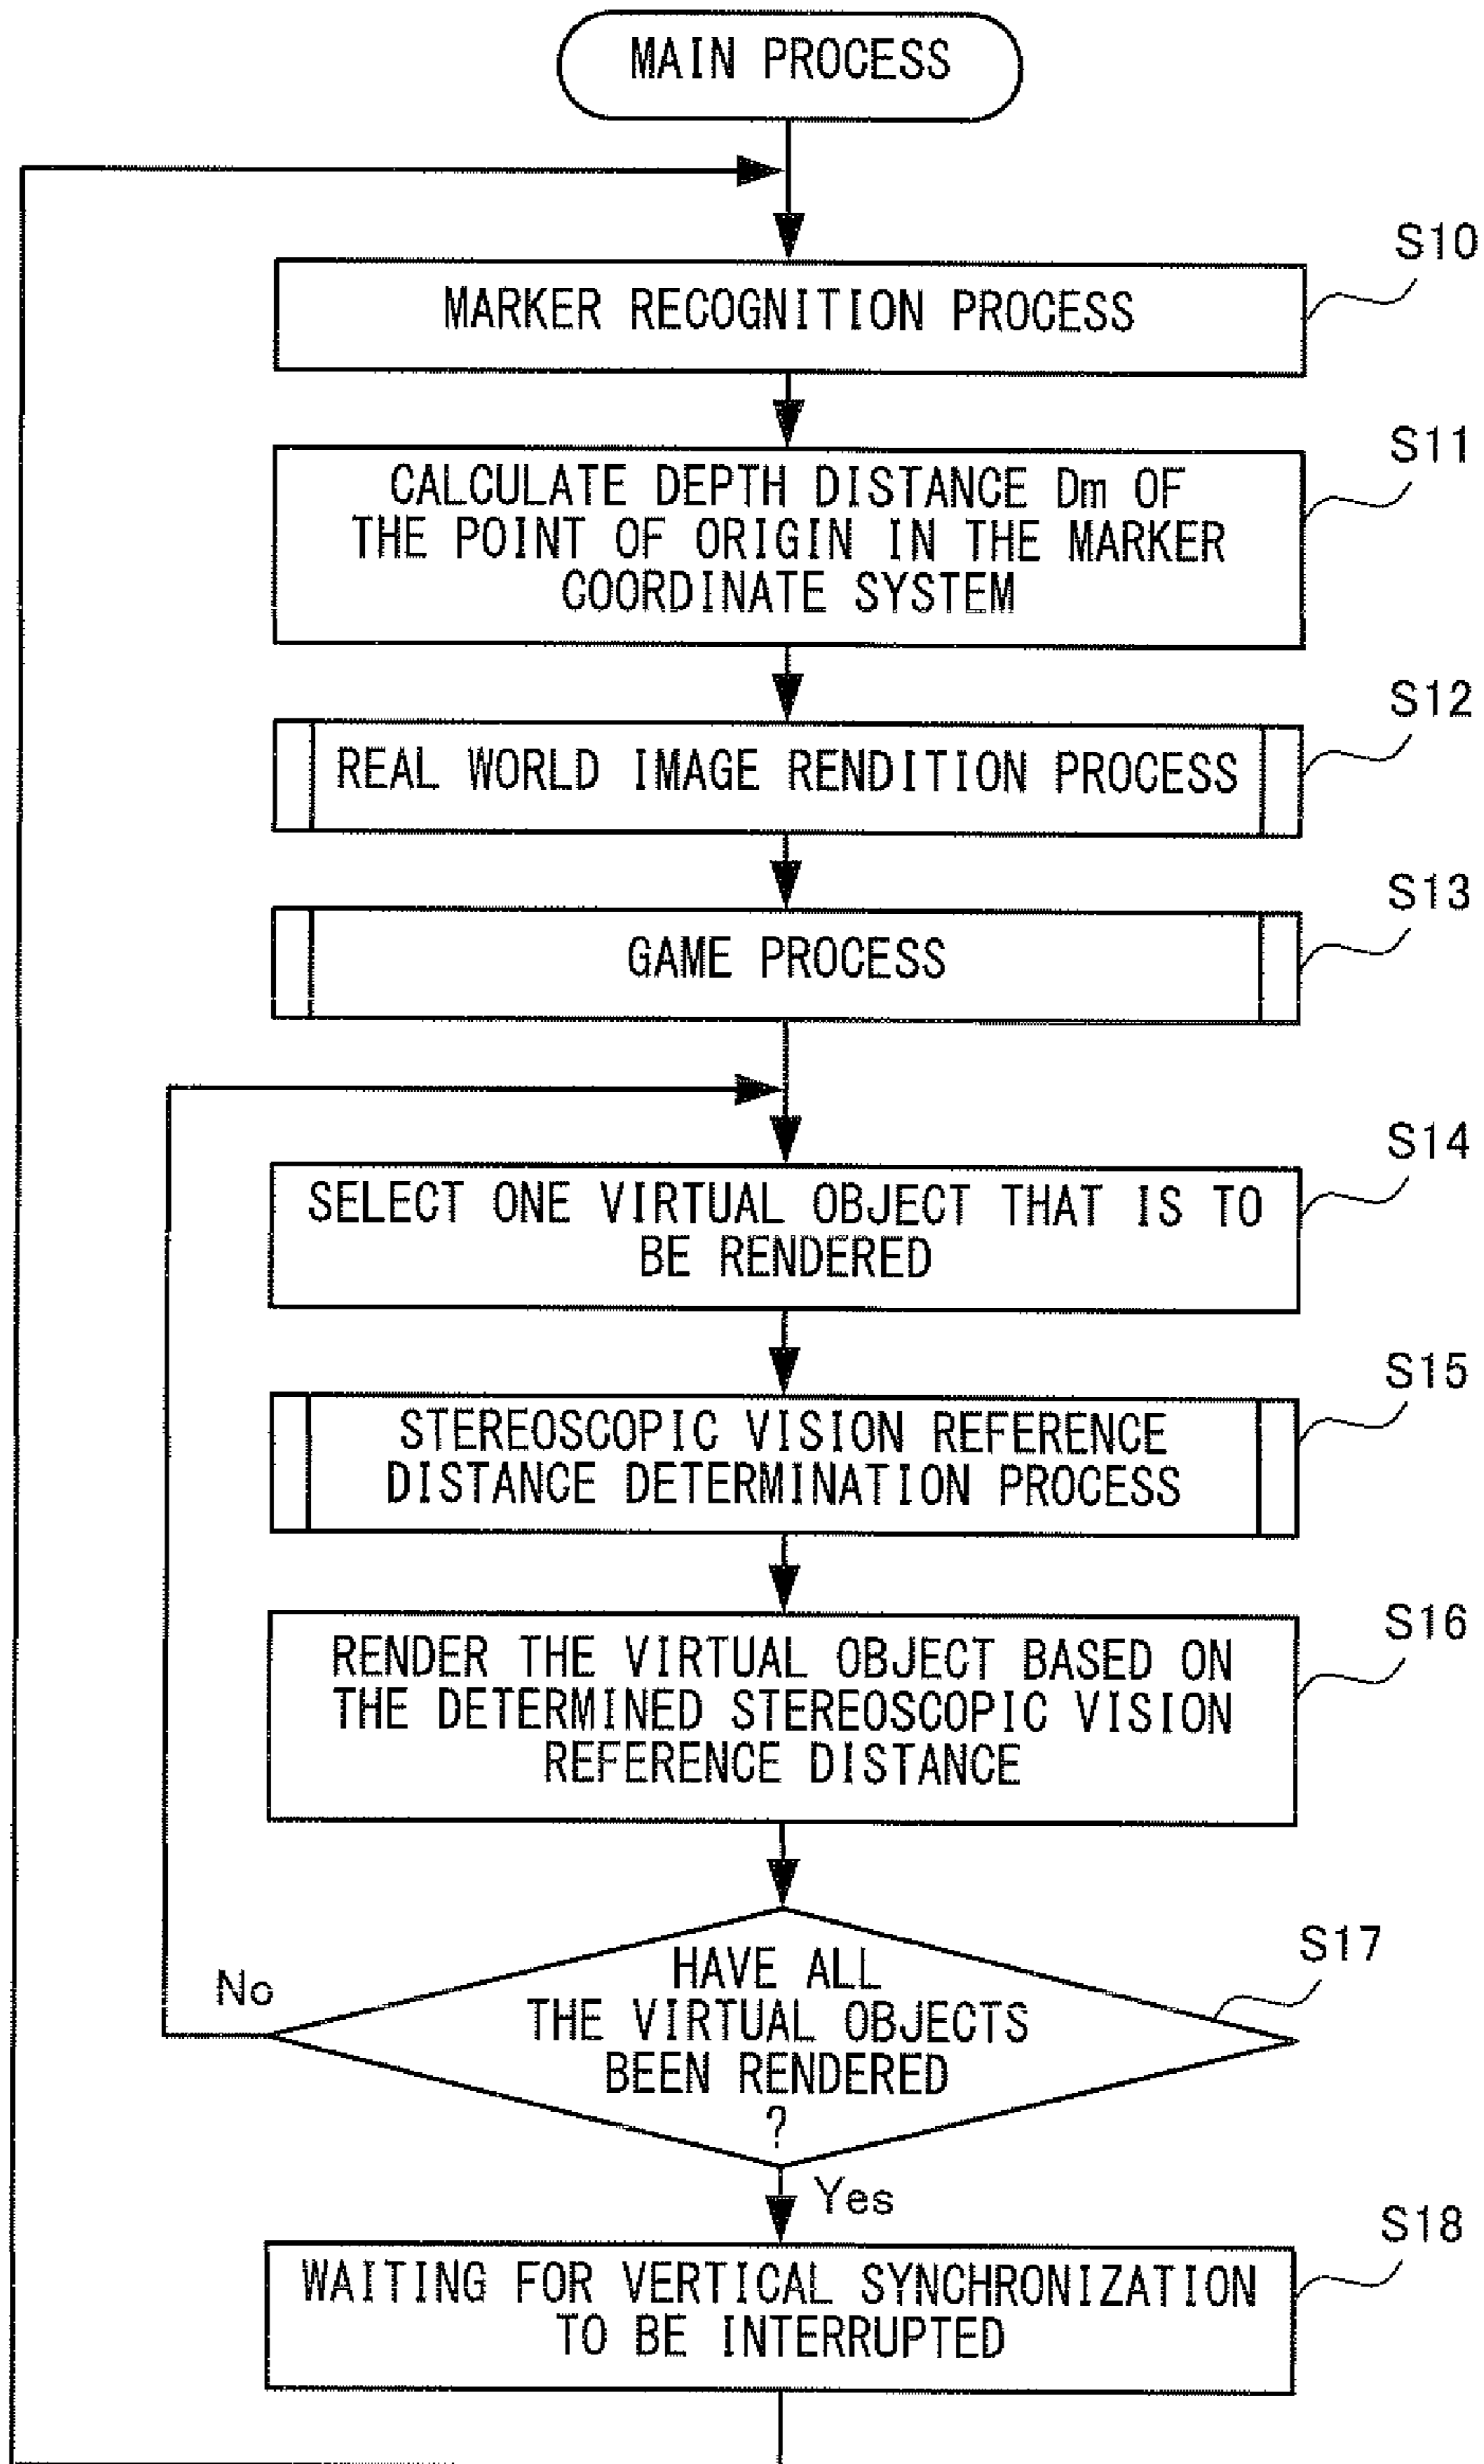 MAIN PROCESS
S10
MARKER RECOGNITION PROCESS
S11
CALCULATE DEPTH DISTANCE Dm OF
THE POINT OF ORIGIN IN THE MARKER
COORDINATE SYSTEM
S12
REAL WORLD IMAGE RENDITION PROCESS
S13
GAME PROCESS
S14
SELECT ONE VIRTUAL OBJECT THAT IS TO
BE RENDERED
S15
STEREOSCOPIC VISION REFERENCE
DISTANCE DETERMINATION PROCESS
S16
RENDER THE VIRTUAL OBJECT BASED ON
THE DETERMINED STEREOSCOPIC VISION
REFERENCE DISTANCE
S17
No
HAVE ALL
THE VIRTUAL OBJECTS
BEEN RENDERED
?
Yes
S18
WAITING FOR VERTICAL SYNCHRONIZATION
TO BE INTERRUPTED